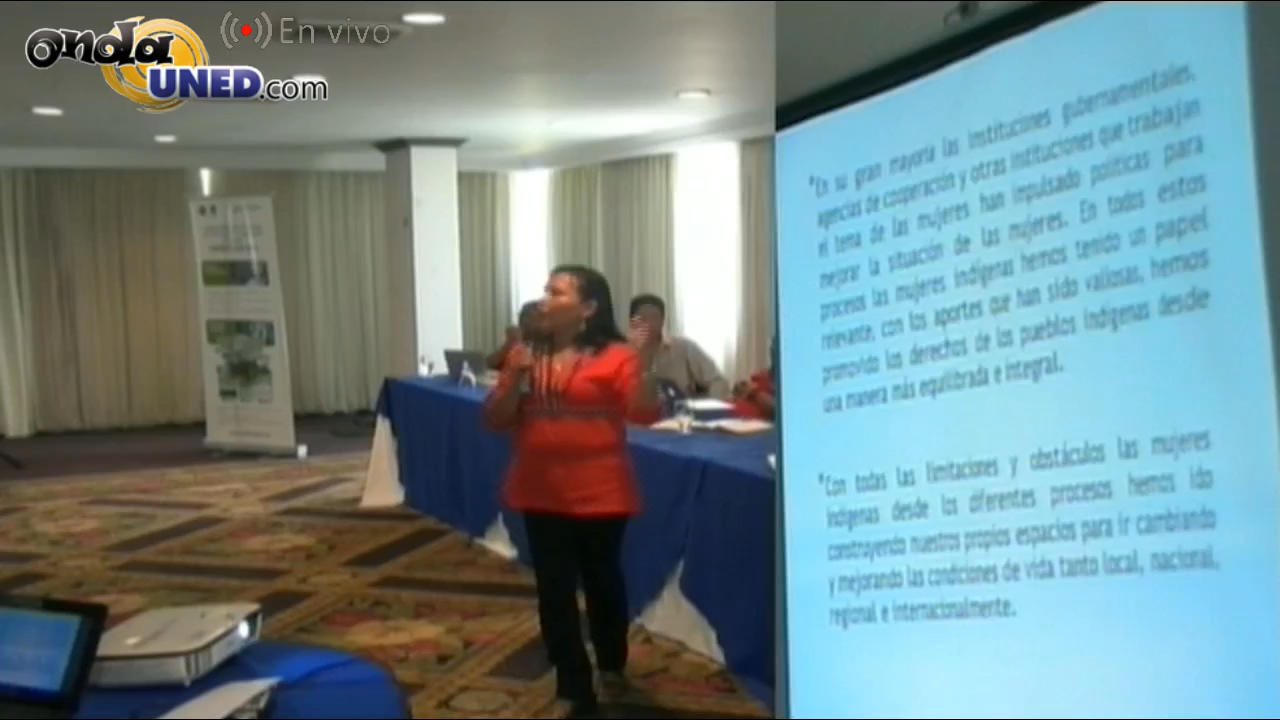 onda
UNED.com
En vivo
"En su gran mayoría las instituciones gubernamentales,
agencias de cooperación y otras instituciones que trabajan
el tema de las mujeres han impulsado políticas para
mejorar la situación de las mujeres. En todos estos
procesos las mujeres indígenas hemos tenido un papel
relevante, con los aportes que han sido valiosas, hemos
promovido los derechos de los pueblos indígenas desde
una manera más equilibrada e integral.
"Con todas las limitaciones y obstáculos las mujeres
indígenas desde los diferentes procesos hemos ido
construyendo nuestros propios espacios para ir cambiando
y mejorando las condiciones de vida tanto local, nacional,
regional e internacionalmente.